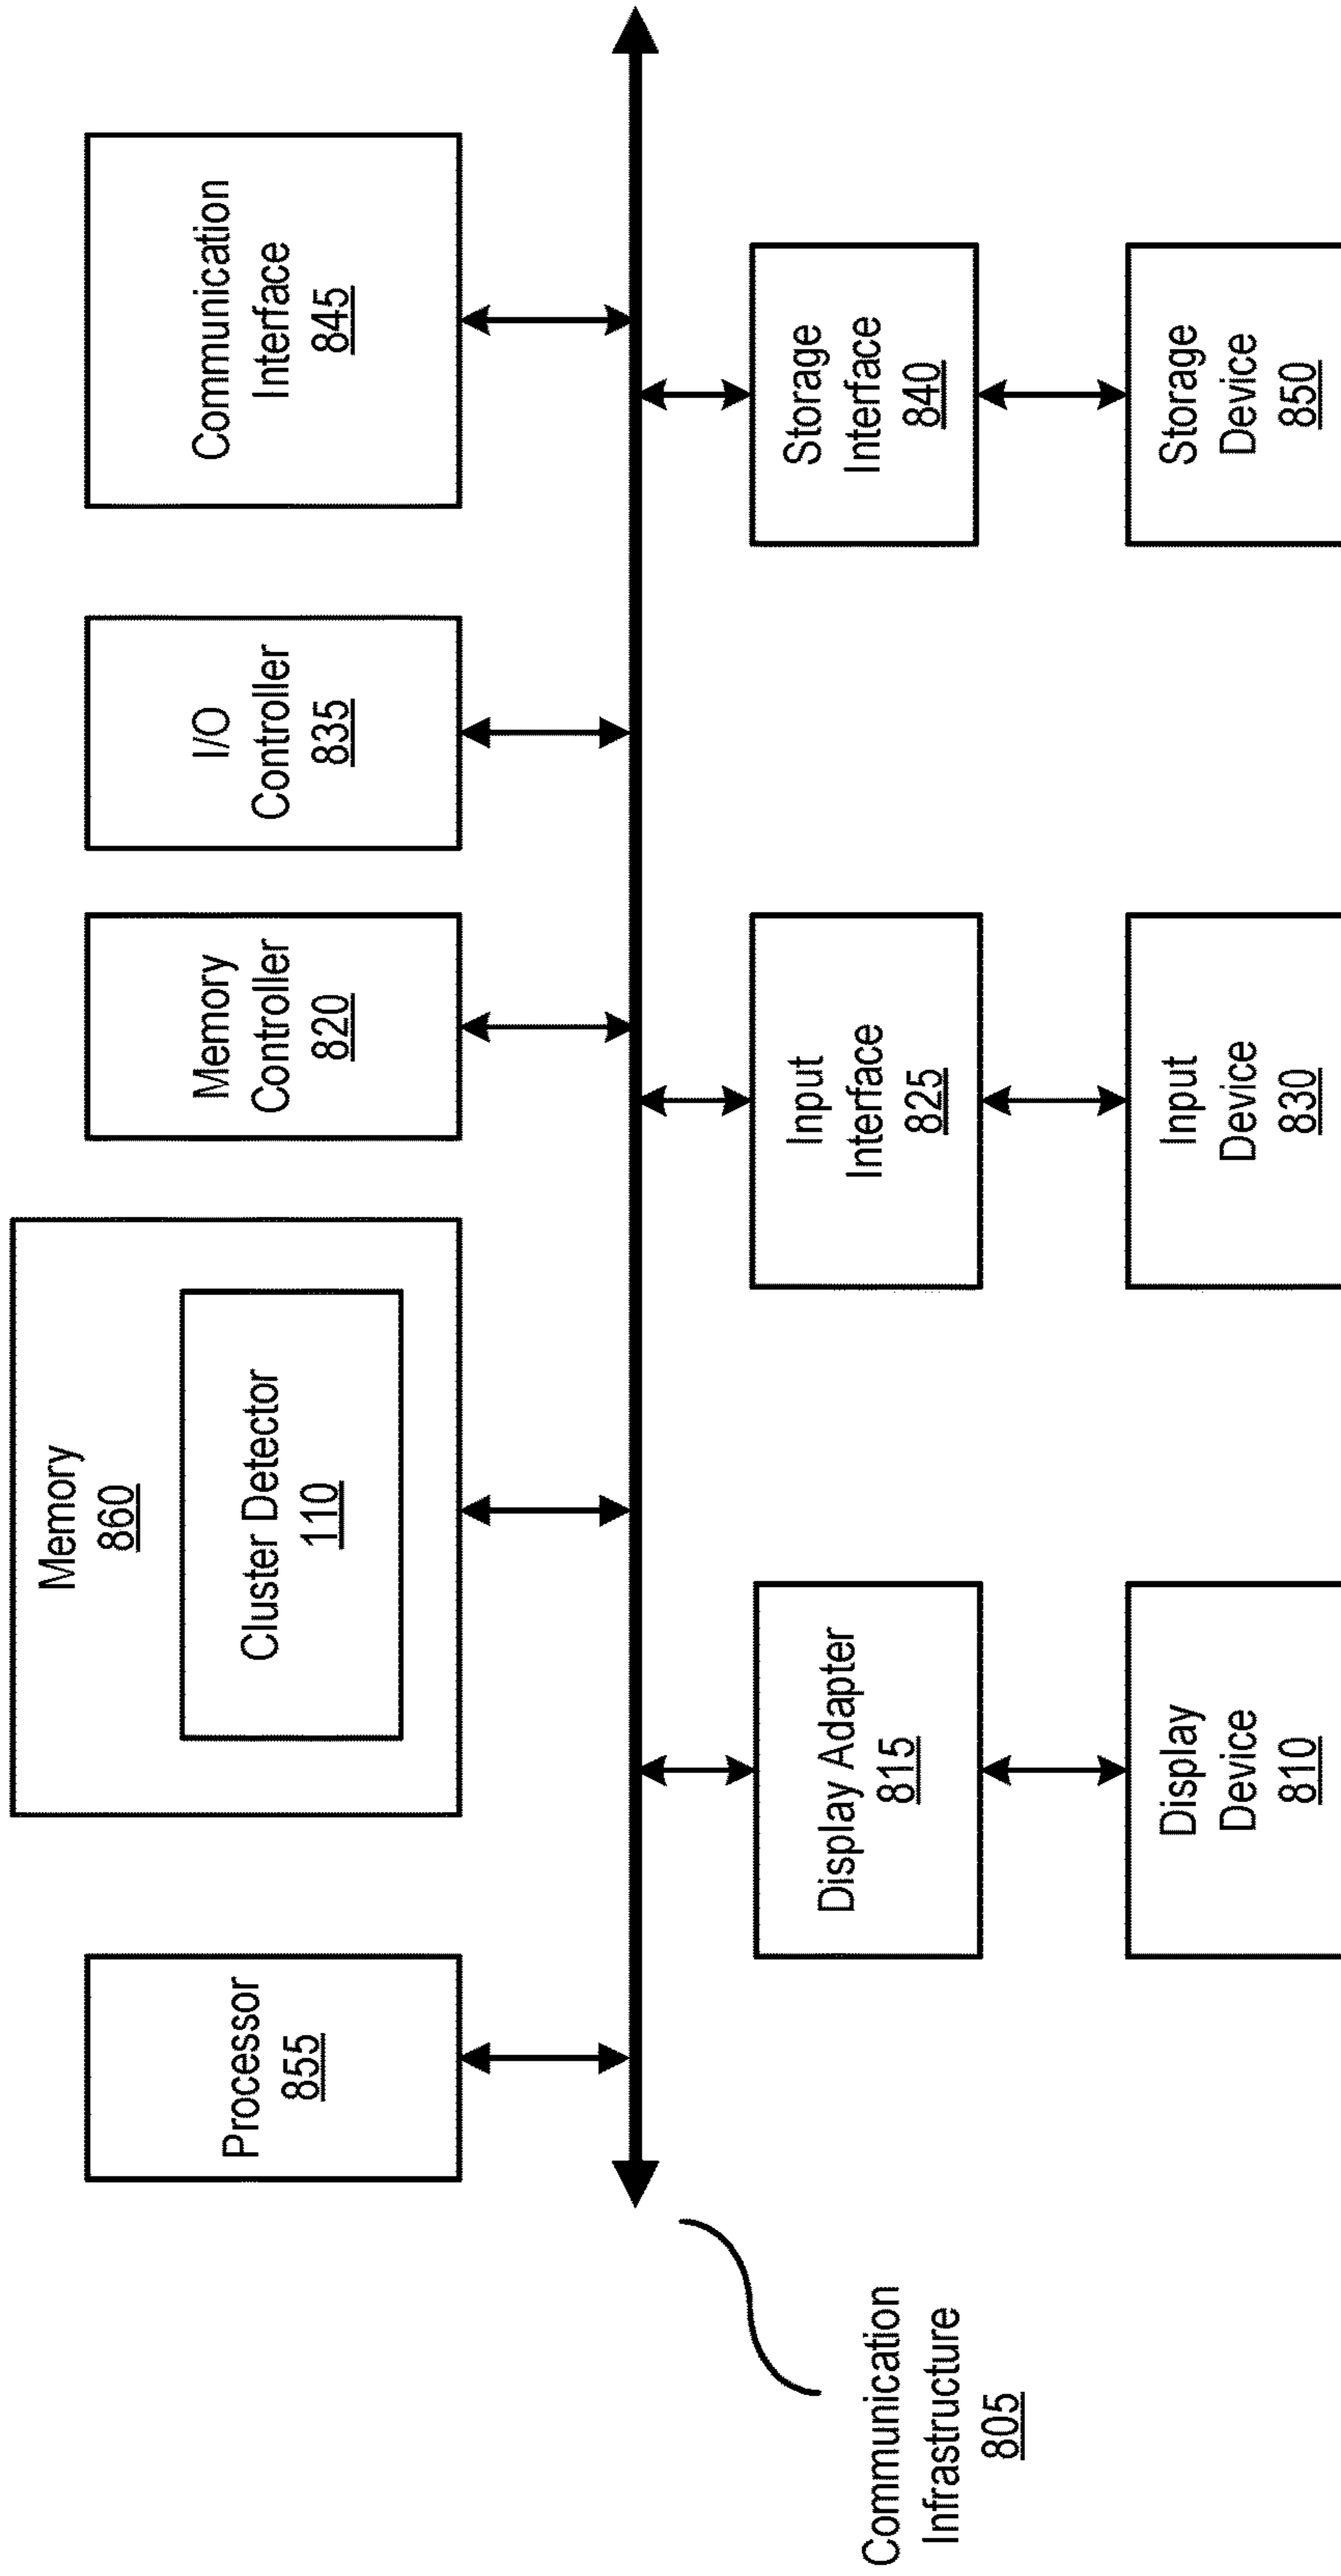 Processor
855
Memory
860
Cluster Detector
110
Memory
Controller
820
I/O
Controller
835
Communication
Interface
845
Communication
Infrastructure
805
Display Adapter
815
Input
Interface
825
Storage
Interface
840
Display
Device
810
Input
Device
830
Storage
Device
850